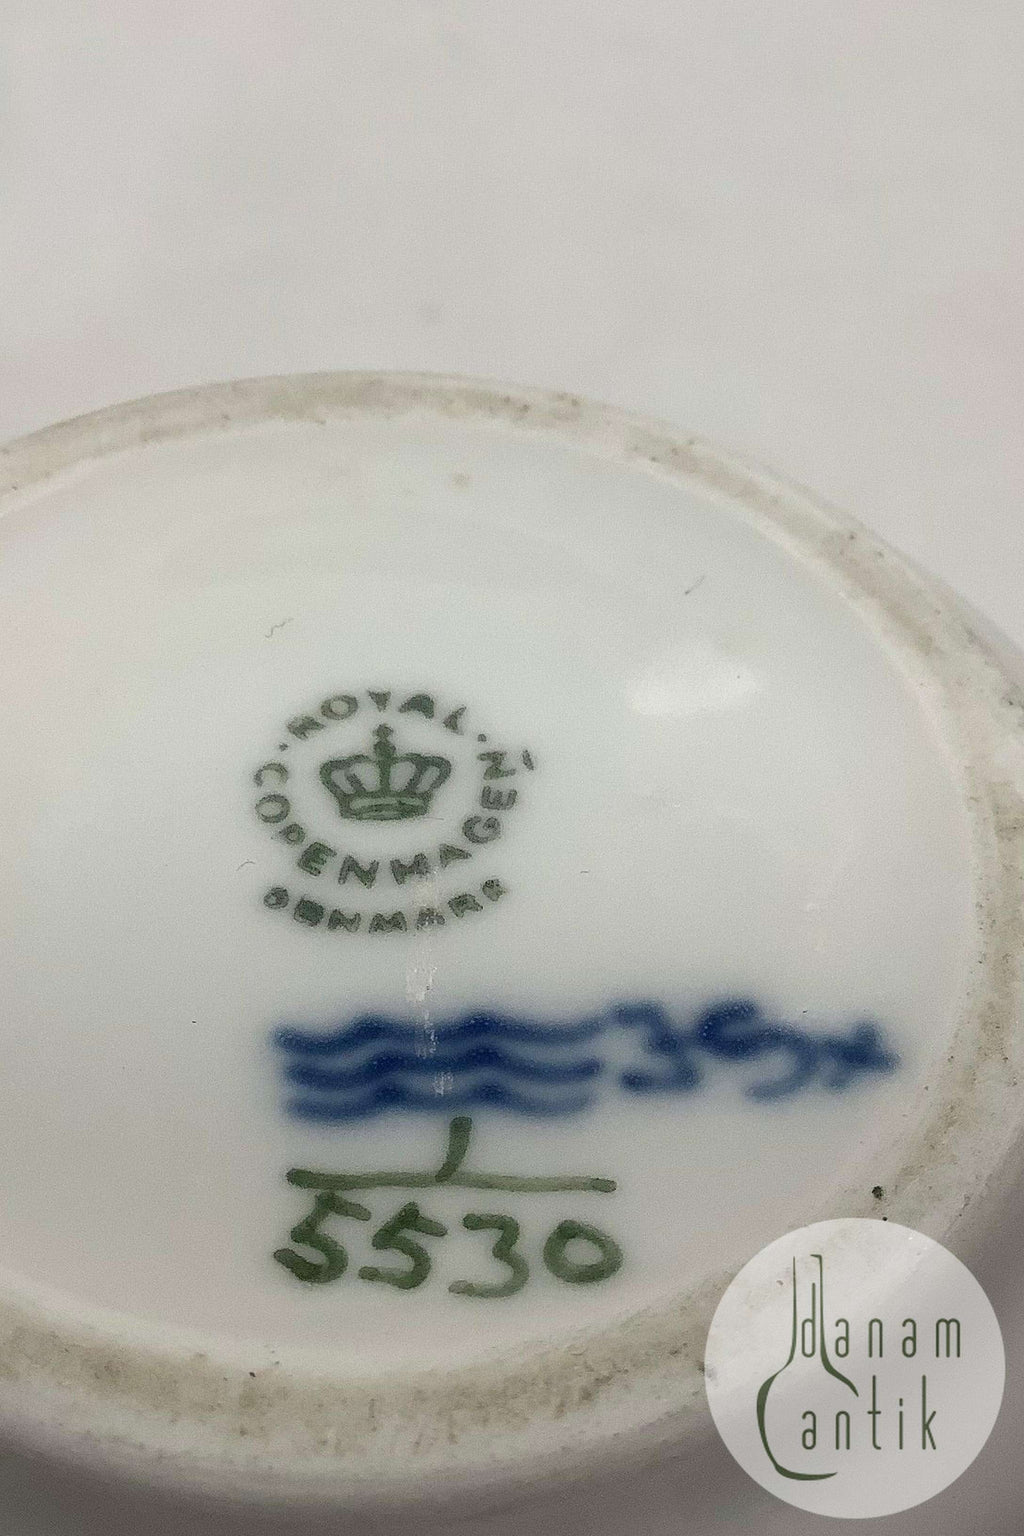 · ROYAL ·
COPENHAGEN
DENMARK
1
5530
danam
antik